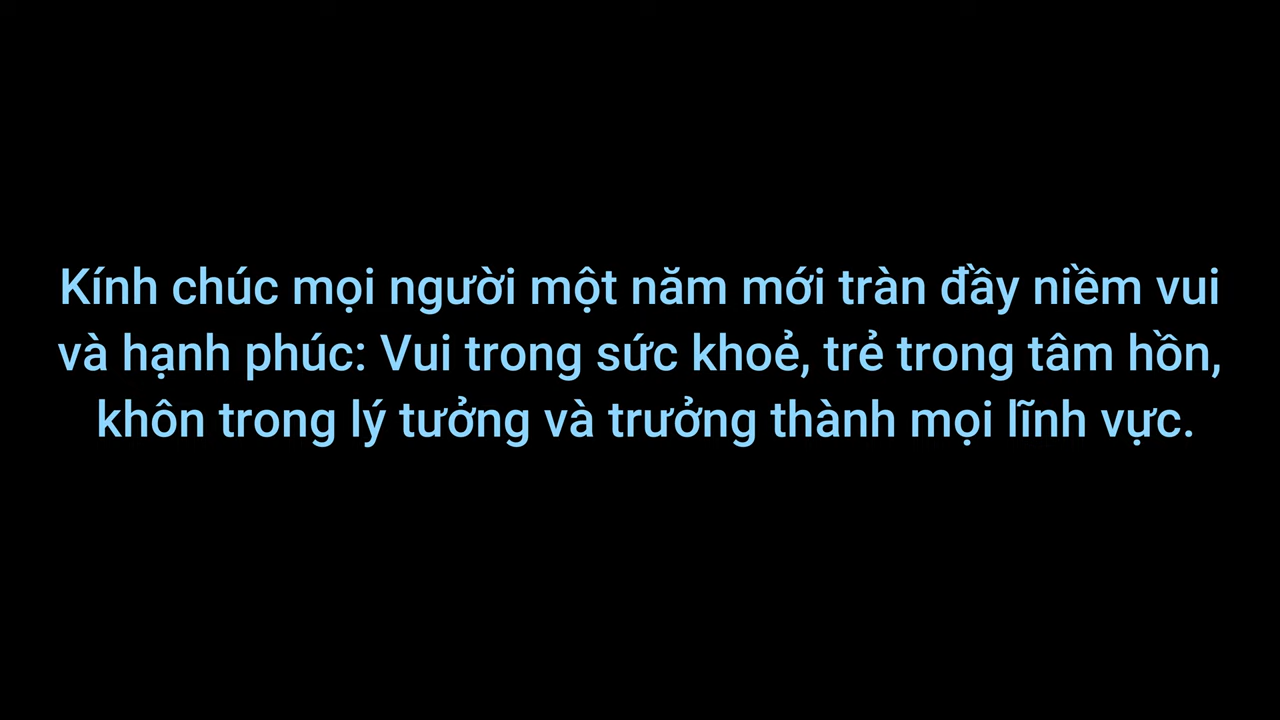 Kính chúc mọi người một năm mới tràn đầy niềm vui
và hạnh phúc: Vui trong sức khoẻ, trẻ trong tâm hồn,
khôn trong lý tưởng và trưởng thành mọi lĩnh vực.